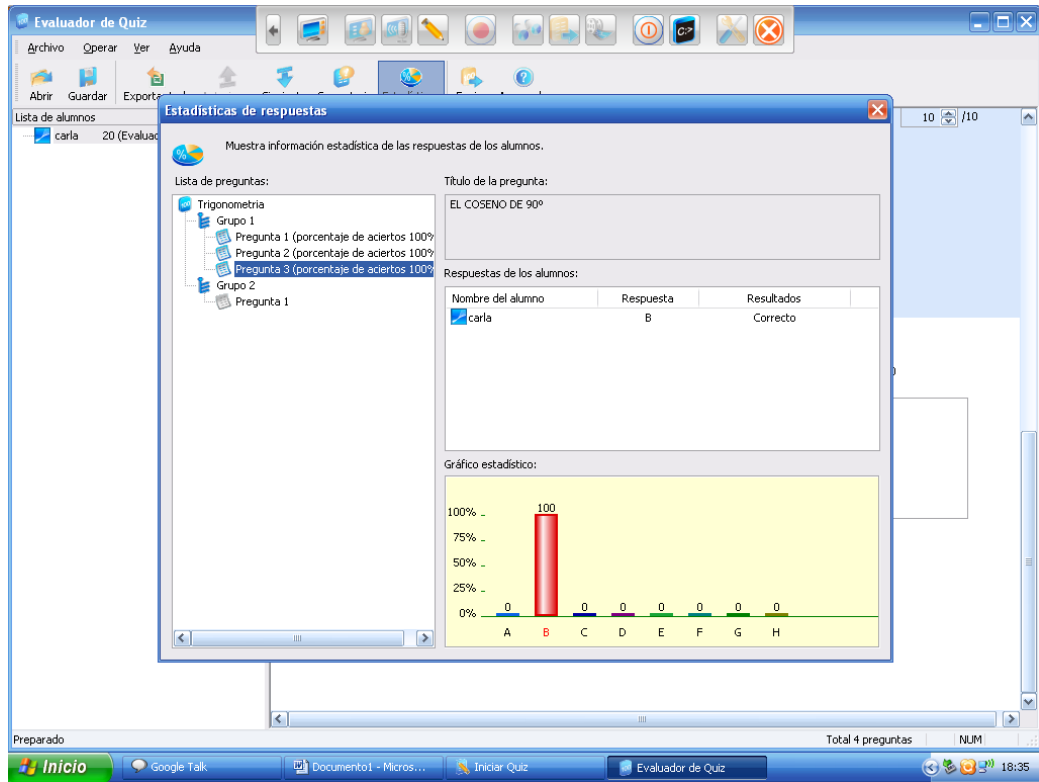 Evaluador de Quiz
Archivo Operar Ver Ayuda
Abrir Guardar
Lista de alumnos
carla 20
10 /10
Estadísticas de respuestas
Muestra información estadística de las respuestas de los alumnos.
Lista de preguntas:
Trigonometria
Grupo 1
Pregunta 1 (porcentaje de aciertos 100%
Pregunta 2 (porcentaje de aciertos 100%
Pregunta 3 (porcentaje de aciertos 100%
Grupo 2
Pregunta 1
Título de la pregunta:
EL COSENO DE 90º
Respuestas de los alumnos:
Nombre del alumno Respuesta Resultados
carla B Correcto
Gráfico estadístico:
100%
75%
50%
25%
0%
0 100 0 0 0 0 0 0
A B C D E F G H
Preparado Total 4 preguntas NUM
Inicio Google Talk Documento1 - Micros... Iniciar Quiz Evaluador de Quiz 18:35